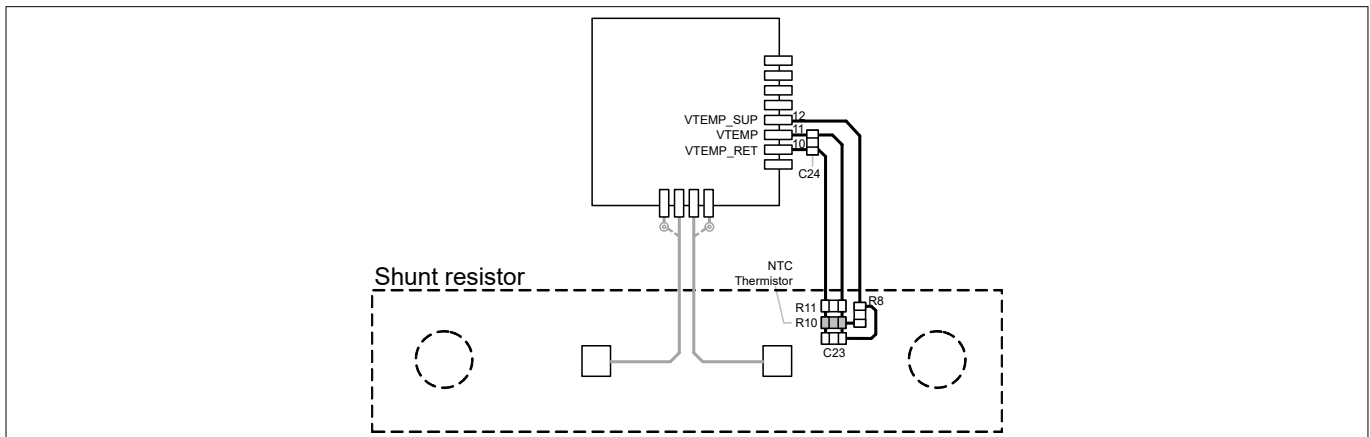 VTEMP_SUP 12
VTEMP 11
VTEMP_RET 10
C24
Shunt resistor
NTC
Thermistor
R11 R8
R10
C23